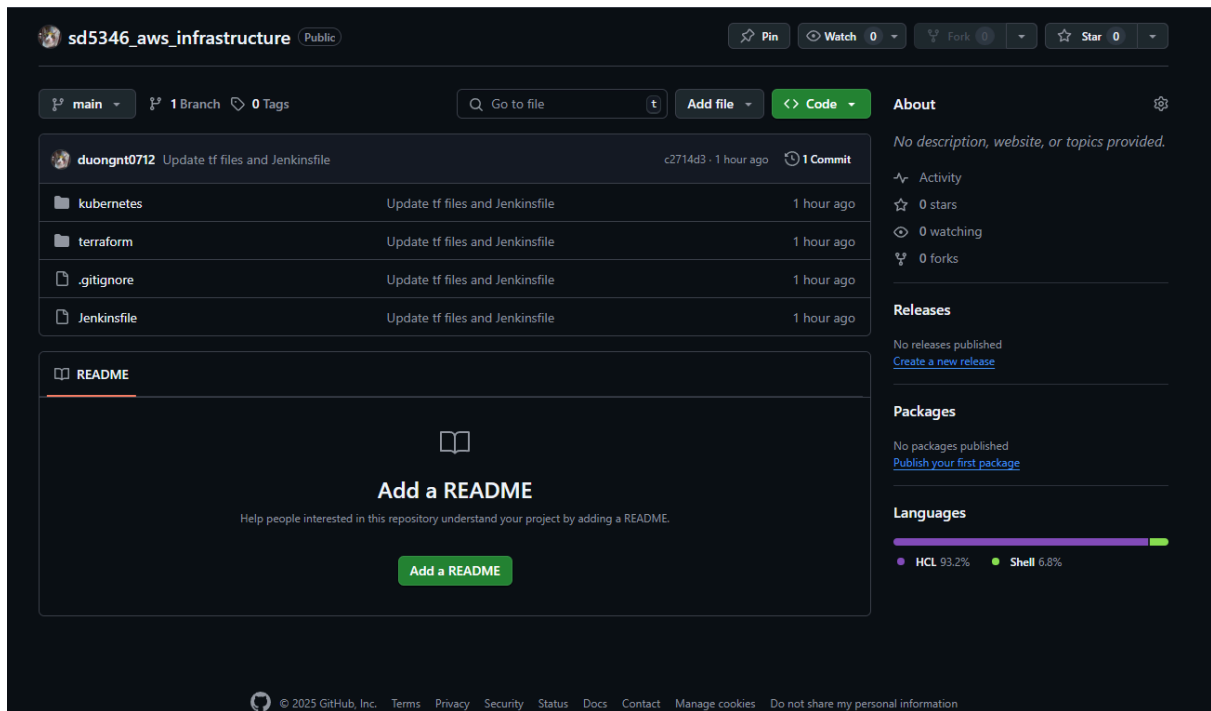 sd5346_aws_infrastructure Public
Pin Watch 0 Fork 0 Star 0
main 1 Branch 0 Tags Go to file t Add file Code
duongnt0712 Update tf files and Jenkinsfile c2714d3 · 1 hour ago 1 Commit
kubernetes Update tf files and Jenkinsfile 1 hour ago
terraform Update tf files and Jenkinsfile 1 hour ago
.gitignore Update tf files and Jenkinsfile 1 hour ago
Jenkinsfile Update tf files and Jenkinsfile 1 hour ago
README
Add a README
Help people interested in this repository understand your project by adding a README.
Add a README
About
No description, website, or topics provided.
Activity
0 stars
0 watching
0 forks
Releases
No releases published
Create a new release
Packages
No packages published
Publish your first package
Languages
HCL 93.2% Shell 6.8%
© 2025 GitHub, Inc. Terms Privacy Security Status Docs Contact Manage cookies Do not share my personal information